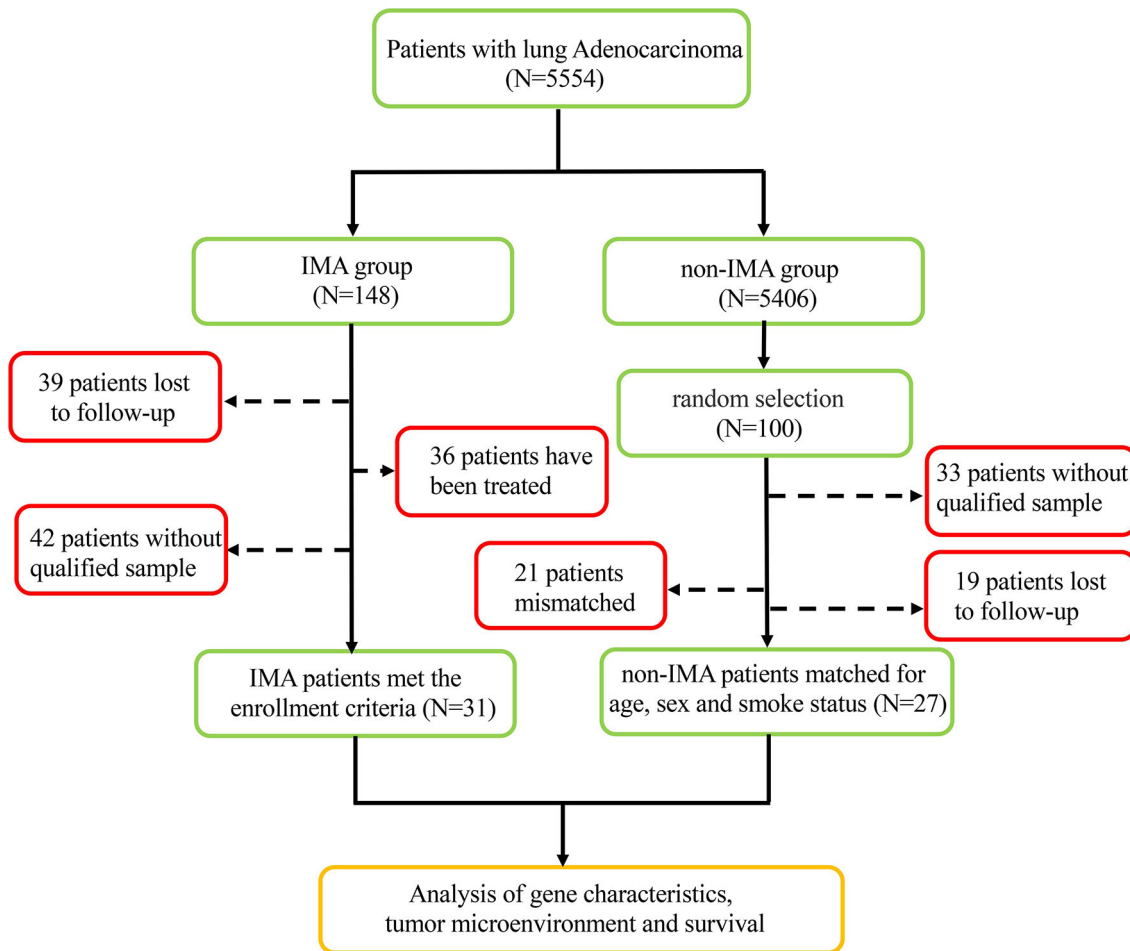 Patients with lung Adenocarcinoma
(N=5554)
IMA group
(N=148)
non-IMA group
(N=5406)
39 patients lost
to follow-up
random selection
(N=100)
36 patients have
been treated
33 patients without
qualified sample
42 patients without
qualified sample
21 patients
mismatched
19 patients lost
to follow-up
IMA patients met the
enrollment criteria (N=31)
non-IMA patients matched for
age, sex and smoke status (N=27)
Analysis of gene characteristics,
tumor microenvironment and survival